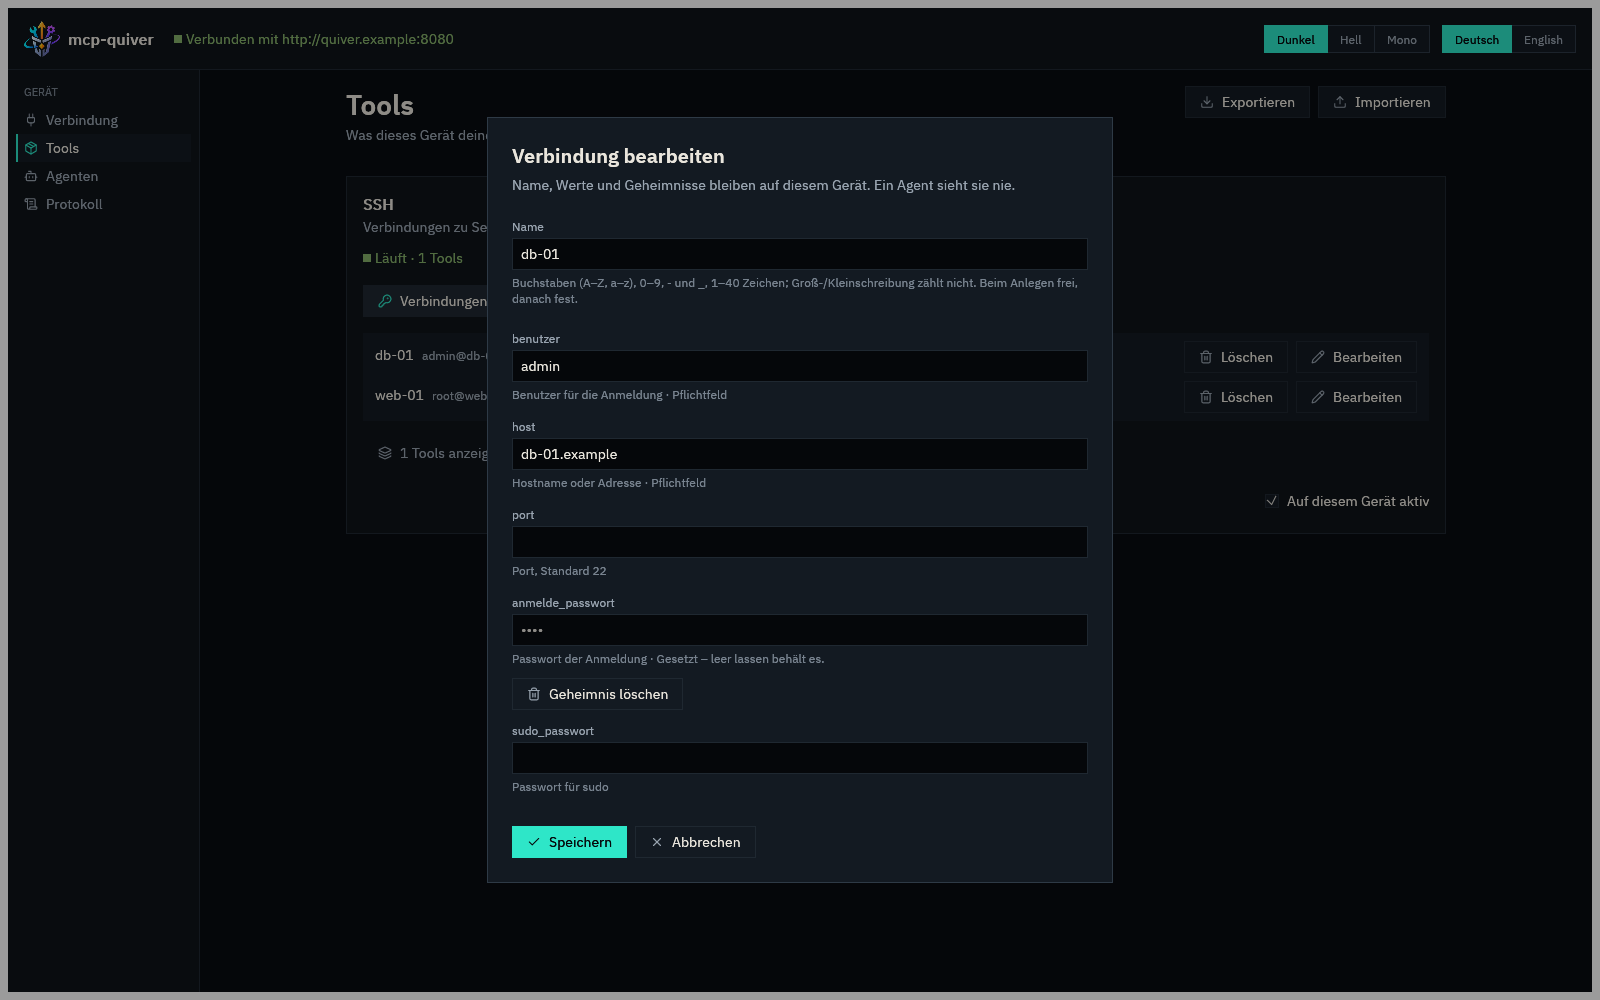 mcp-quiver
Verbunden mit http://quiver.example:8080
Dunkel
Hell
Mono
Deutsch
English
GERÄT
Verbindung
Tools
Agenten
Protokoll
Tools
Was dieses Gerät dein
Exportieren
Importieren
SSH
Verbindungen zu Se
Läuft · 1 Tools
Verbindungen
db-01 admin@db-
web-01 root@web
Löschen
Bearbeiten
Löschen
Bearbeiten
1 Tools anzeig
Auf diesem Gerät aktiv
Verbindung bearbeiten
Name, Werte und Geheimnisse bleiben auf diesem Gerät. Ein Agent sieht sie nie.
Name
db-01
Buchstaben (A–Z, a–z), 0–9, - und _, 1–40 Zeichen; Groß-/Kleinschreibung zählt nicht. Beim Anlegen frei,
danach fest.
benutzer
admin
Benutzer für die Anmeldung · Pflichtfeld
host
db-01.example
Hostname oder Adresse · Pflichtfeld
port
Port, Standard 22
anmelde_passwort
••••
Passwort der Anmeldung · Gesetzt – leer lassen behält es.
Geheimnis löschen
sudo_passwort
Passwort für sudo
Speichern
Abbrechen